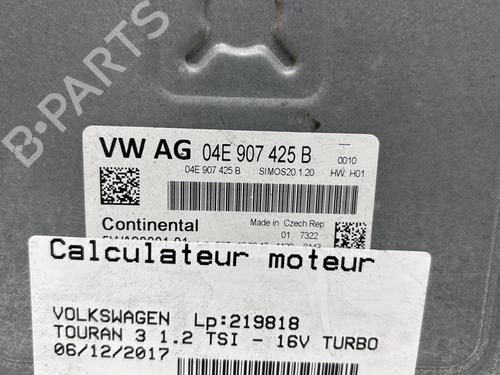 VW AG 04E 907 425 B
----
0010
04E 907 425 B SIMOS20.1.20 HW: H01
Continental
Made in Czech Rep.
01 7322
Calculateur moteur
VOLKSWAGEN Lp:219818
TOURAN 3 1.2 TSI - 16V TURBO
06/12/2017
B-PARTS